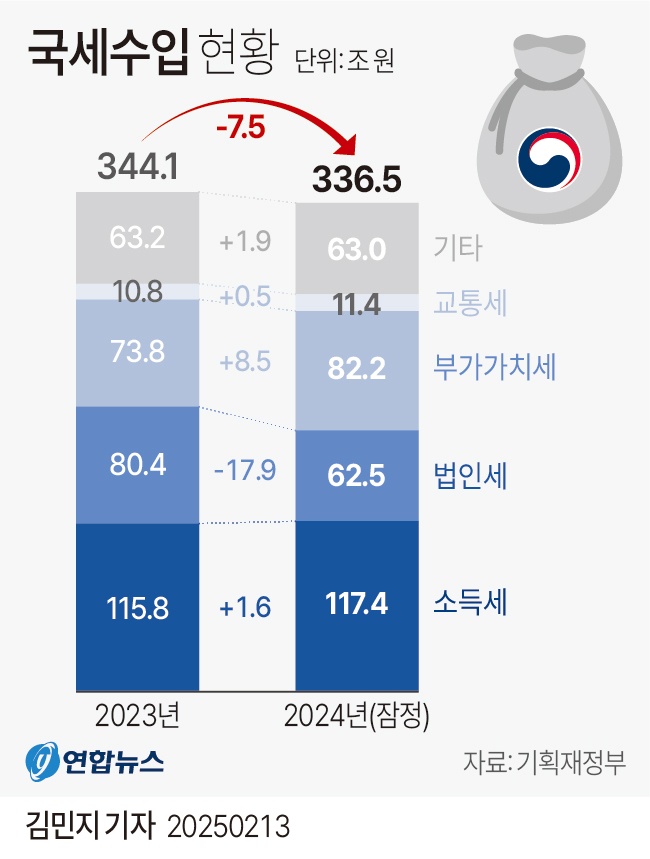 국세수입 현황 단위:조 원
-7.5
344.1
336.5
63.2 +1.9 63.0 기타
10.8 +0.5 11.4 교통세
73.8 +8.5 82.2 부가가치세
80.4 -17.9 62.5 법인세
115.8 +1.6 117.4 소득세
2023년 2024년(잠정)
연합뉴스 자료:기획재정부
김민지 기자 20250213